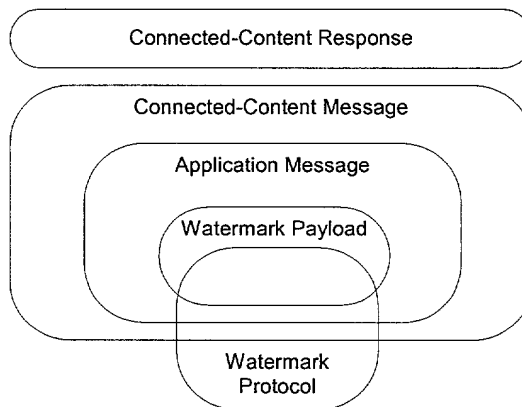 Connected-Content Response
Connected-Content Message
Application Message
Watermark Payload
Watermark
Protocol